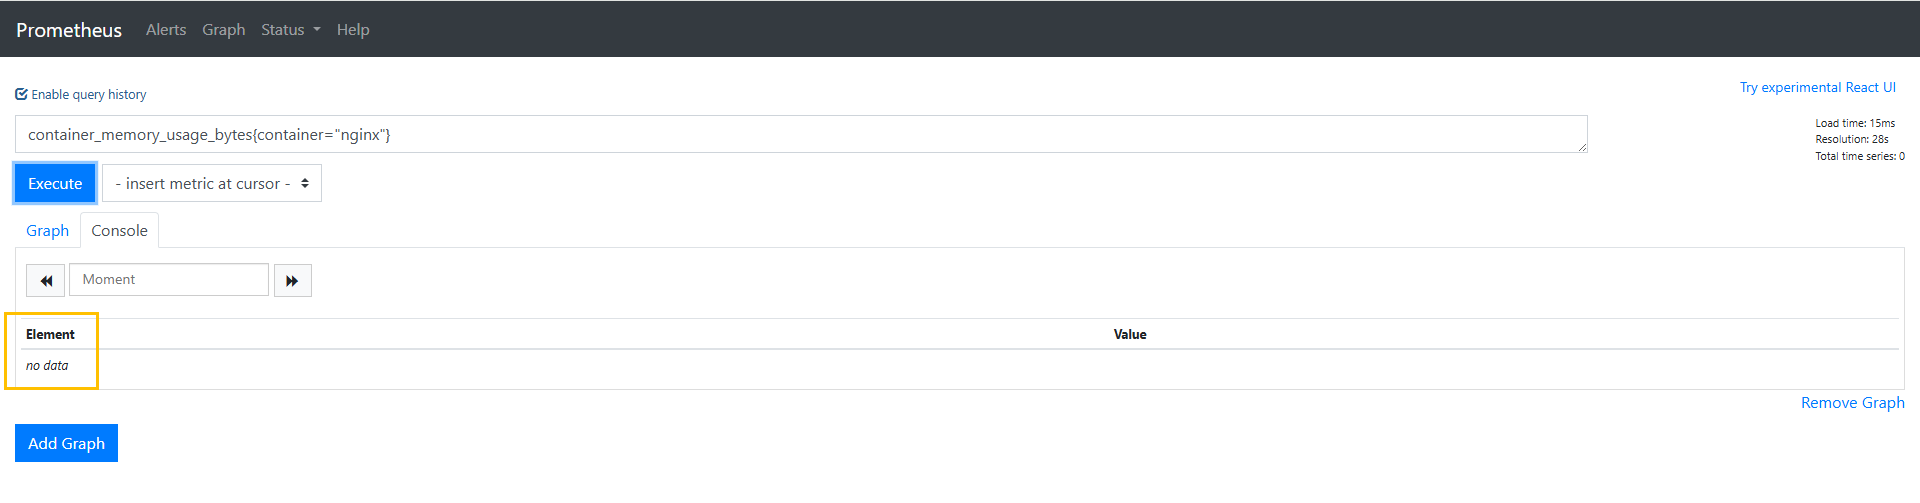 Prometheus Alerts Graph Status Help
Enable query history
Try experimental React UI
container_memory_usage_bytes{container="nginx"}
Load time: 15ms
Resolution: 28s
Total time series: 0
Execute - insert metric at cursor -
Graph Console
Moment
Element Value
no data
Remove Graph
Add Graph